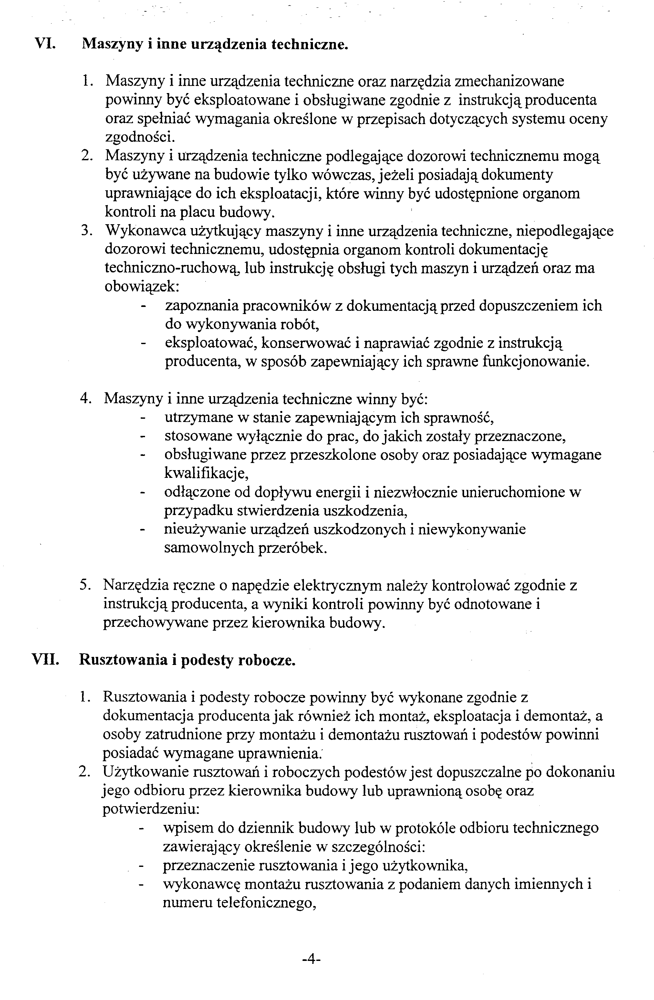 VI. Maszyny i inne urządzenia techniczne.
1. Maszyny i inne urządzenia techniczne oraz narzędzia zmechanizowane
powinny być eksploatowane i obsługiwane zgodnie z instrukcją producenta
oraz spełniać wymagania określone w przepisach dotyczących systemu oceny
zgodności.
2. Maszyny i urządzenia techniczne podlegające dozorowi technicznemu mogą
być używane na budowie tylko wówczas, jeżeli posiadają dokumenty
uprawniające do ich eksploatacji, które winny być udostępnione organom
kontroli na placu budowy.
3. Wykonawca użytkujący maszyny i inne urządzenia techniczne, niepodlegające
dozorowi technicznemu, udostępnia organom kontroli dokumentację
techniczno-ruchową, lub instrukcję obsługi tych maszyn i urządzeń oraz ma
obowiązek:
- zapoznania pracowników z dokumentacją przed dopuszczeniem ich
do wykonywania robót,
- eksploatować, konserwować i naprawiać zgodnie z instrukcją
producenta, w sposób zapewniający ich sprawne funkcjonowanie.
4. Maszyny i inne urządzenia techniczne winny być:
- utrzymane w stanie zapewniającym ich sprawność,
- stosowane wyłącznie do prac, do jakich zostały przeznaczone,
- obsługiwane przez przeszkolone osoby oraz posiadające wymagane
kwalifikacje,
- odłączone od dopływu energii i niezwłocznie unieruchomione w
przypadku stwierdzenia uszkodzenia,
- nieużywanie urządzeń uszkodzonych i niewykonywanie
samowolnych przeróbek.
5. Narzędzia ręczne o napędzie elektrycznym należy kontrolować zgodnie z
instrukcją producenta, a wyniki kontroli powinny być odnotowane i
przechowywane przez kierownika budowy.
VII. Rusztowania i podesty robocze.
1. Rusztowania i podesty robocze powinny być wykonane zgodnie z
dokumentacja producenta jak również ich montaż, eksploatacja i demontaż, a
osoby zatrudnione przy montażu i demontażu rusztowań i podestów powinni
posiadać wymagane uprawnienia.
2. Użytkowanie rusztowań i roboczych podestów jest dopuszczalne po dokonaniu
jego odbioru przez kierownika budowy lub uprawnioną osobę oraz
potwierdzeniu:
- wpisem do dziennik budowy lub w protokóle odbioru technicznego
zawierający określenie w szczególności:
- przeznaczenie rusztowania i jego użytkownika,
- wykonawcę montażu rusztowania z podaniem danych imiennych i
numeru telefonicznego,
-4-